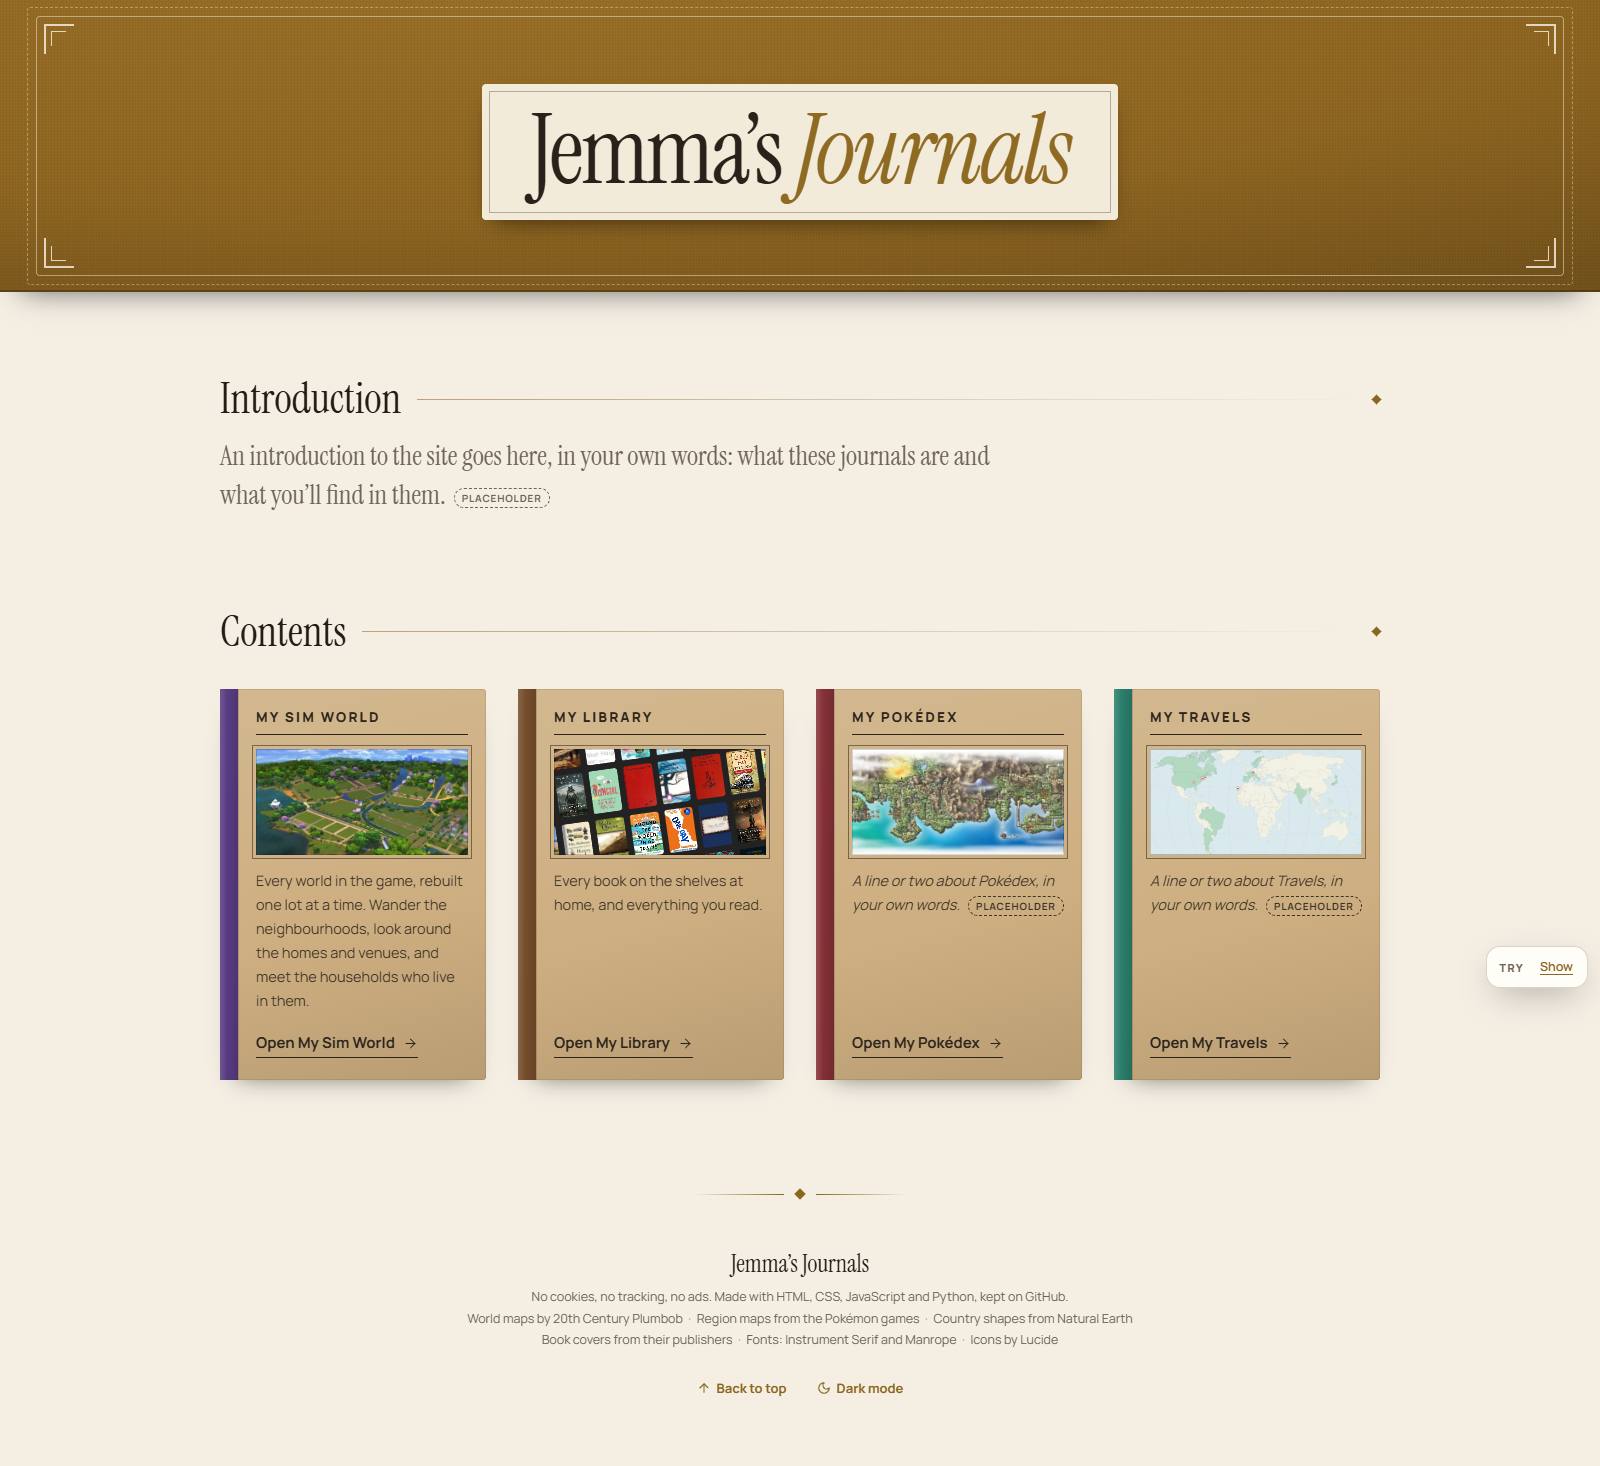 Jemma’s Journals
Introduction
An introduction to the site goes here, in your own words: what these journals are and
what you’ll find in them. PLACEHOLDER
Contents
MY SIM WORLD
Every world in the game, rebuilt
one lot at a time. Wander the
neighbourhoods, look around
the homes and venues, and
meet the households who live
in them.
Open My Sim World →
MY LIBRARY
Every book on the shelves at
home, and everything you read.
Open My Library →
MY POKÉDEX
A line or two about Pokédex, in
your own words. PLACEHOLDER
Open My Pokédex →
MY TRAVELS
A line or two about Travels, in
your own words. PLACEHOLDER
Open My Travels →
TRY Show
Jemma’s Journals
No cookies, no tracking, no ads. Made with HTML, CSS, JavaScript and Python, kept on GitHub.
World maps by 20th Century Plumbob · Region maps from the Pokémon games · Country shapes from Natural Earth
Book covers from their publishers · Fonts: Instrument Serif and Manrope · Icons by Lucide
↑ Back to top Dark mode